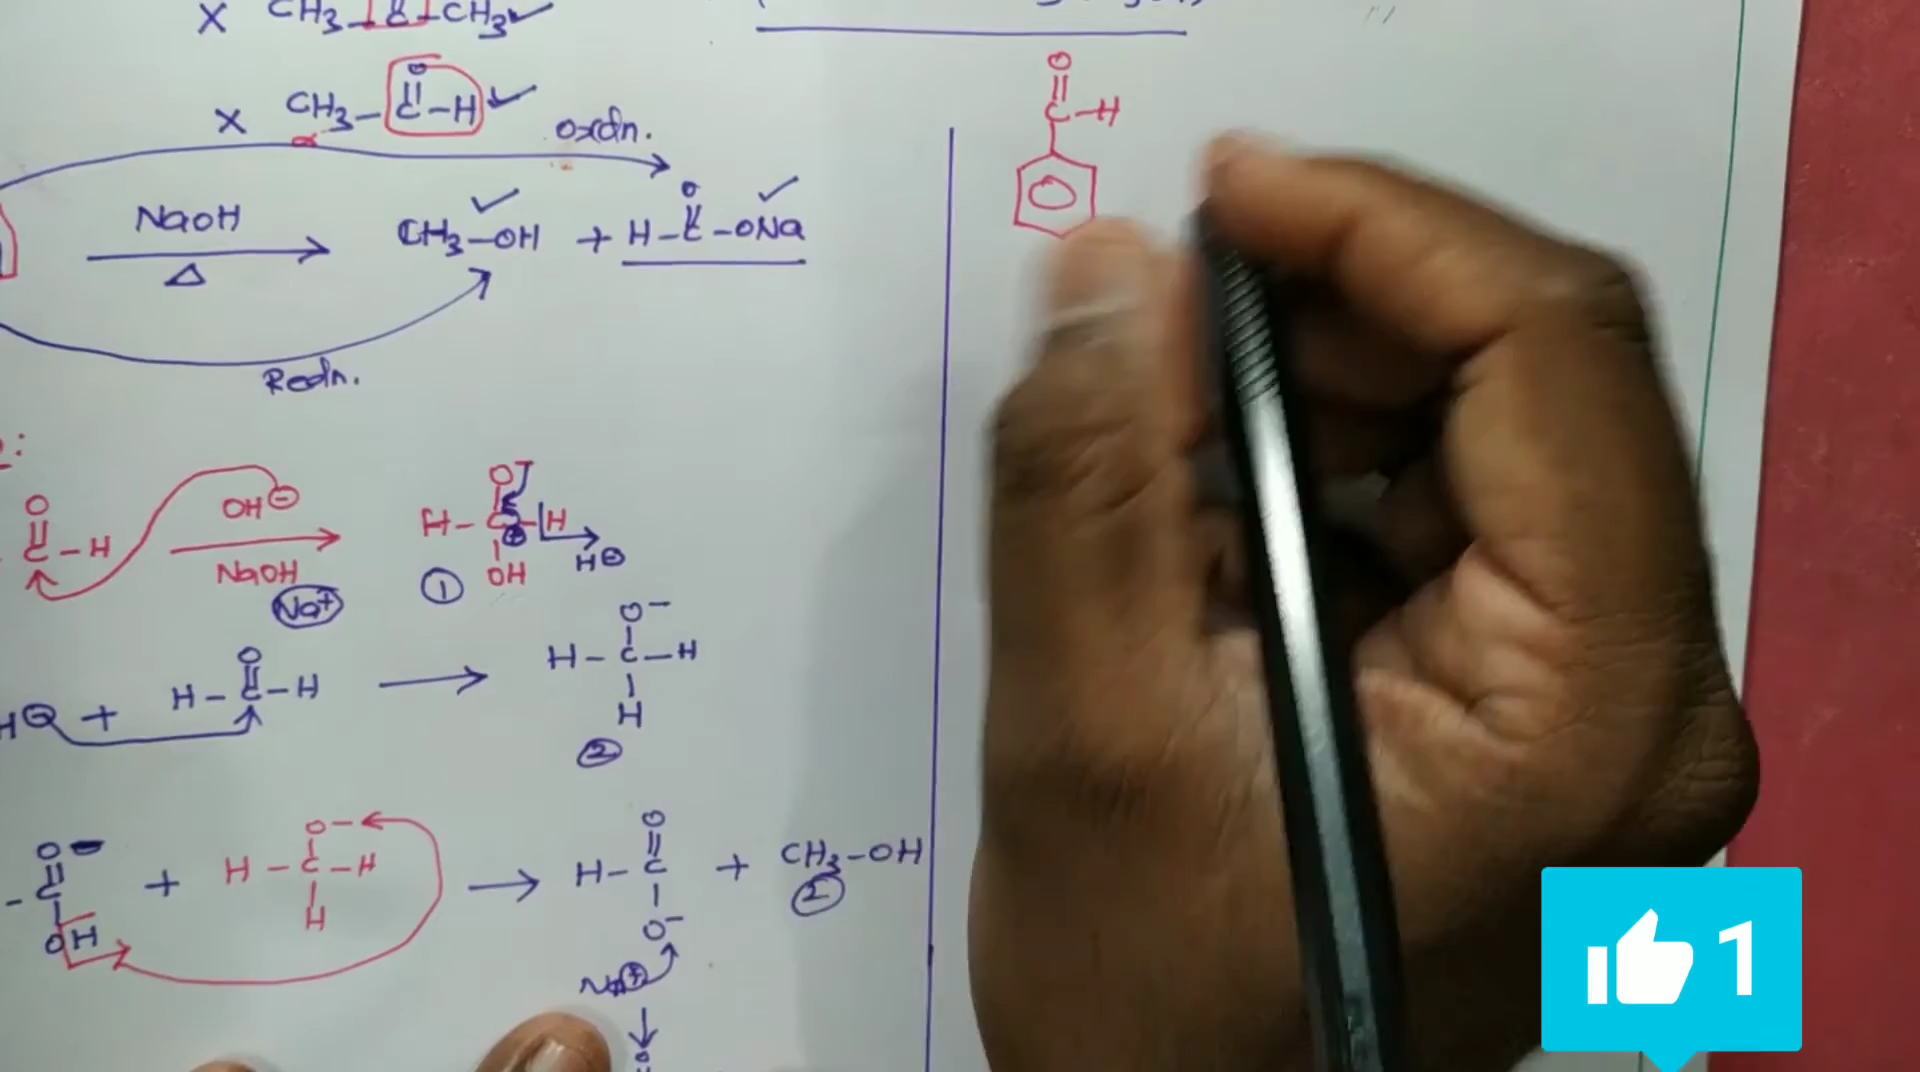 X CH3-C-CH3 ✓
O
||
X CH3-C-H ✓
α
oxdn.
NaOH
Δ
CH3-OH + H-C-ONa
O
||
Redn.
O
||
C-H
OH⊖
NaOH
Na+
O
H-C-H
OH
H⊖
①
H⊖ + H-C-H
O
||
O-
H-C-H
H
②
O-
||
C
OH
+
O-
H-C-H
H
O
||
H-C
O-
+ CH3-OH
②
Na⊕
O
||
C-H
1